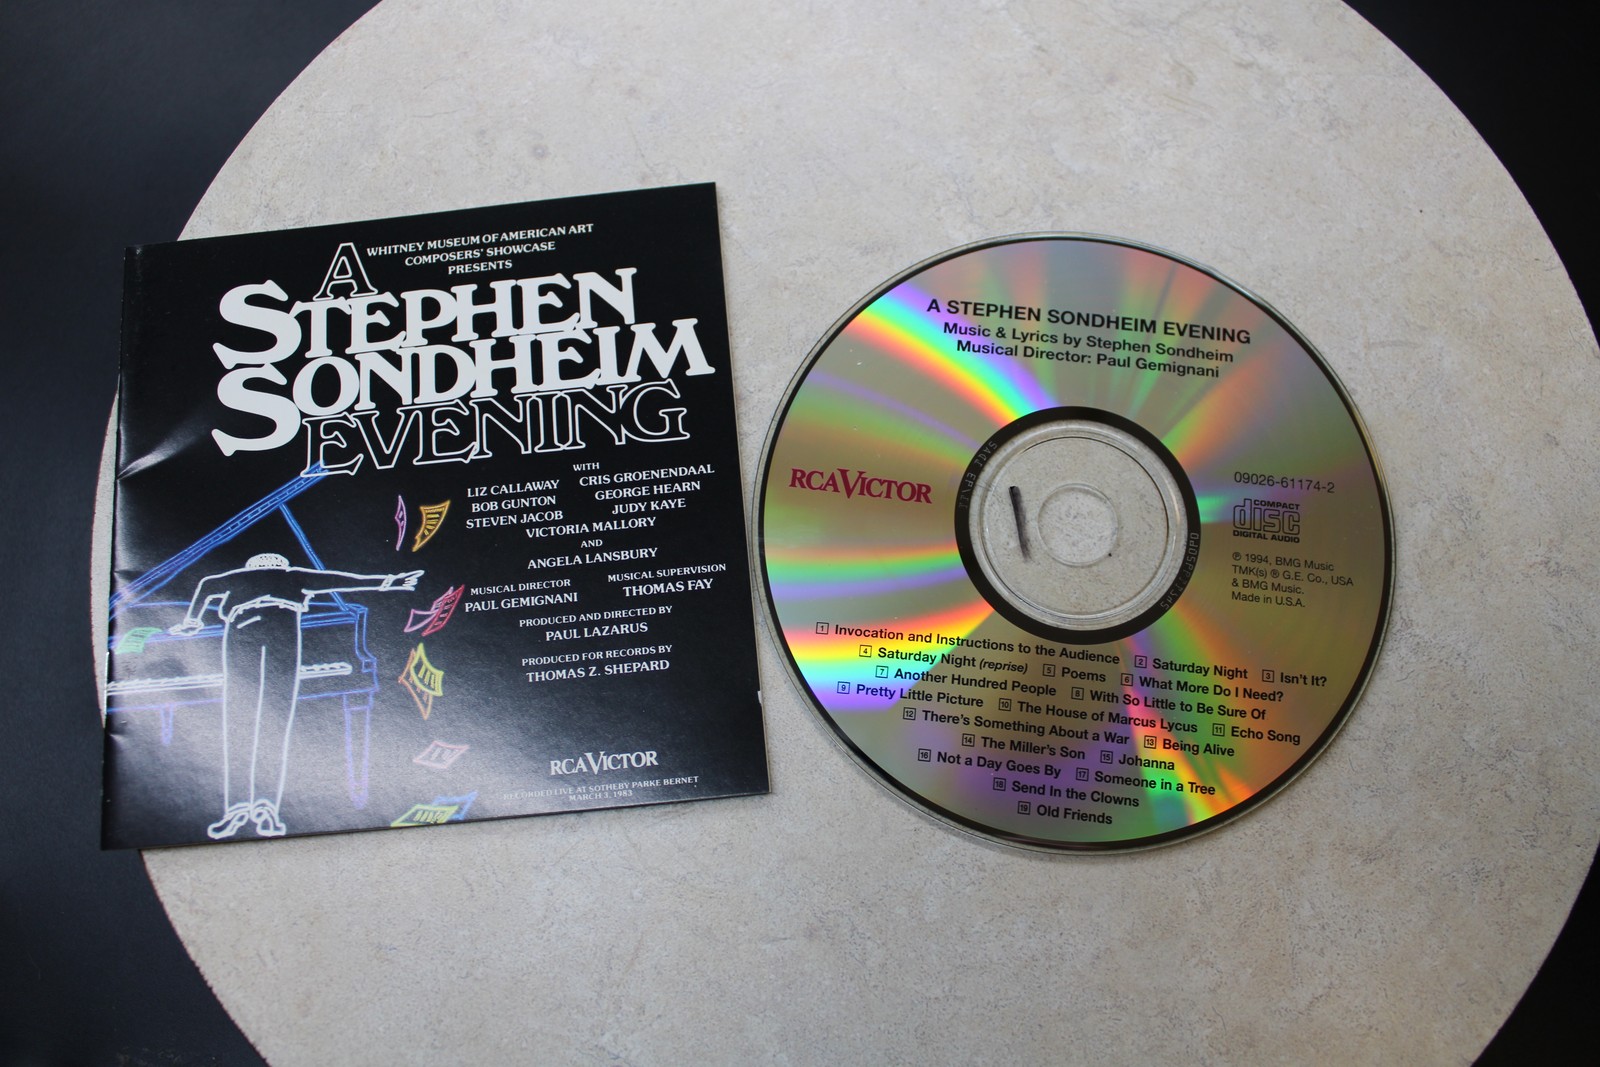 A WHITNEY MUSEUM OF AMERICAN ART
COMPOSERS' SHOWCASE
PRESENTS
STEPHEN
SONDHEIM
EVENING
WITH
LIZ CALLAWAY CRIS GROENENDAAL
BOB GUNTON GEORGE HEARN
STEVEN JACOB JUDY KAYE
VICTORIA MALLORY
AND
ANGELA LANSBURY
MUSICAL DIRECTOR MUSICAL SUPERVISION
PAUL GEMIGNANI THOMAS FAY
PRODUCED AND DIRECTED BY
PAUL LAZARUS
PRODUCED FOR RECORDS BY
THOMAS Z. SHEPARD
RCA VICTOR
RECORDED LIVE AT SOTHEBY PARKE BERNET
MARCH 3, 1983
A STEPHEN SONDHEIM EVENING
Music & Lyrics by Stephen Sondheim
Musical Director: Paul Gemignani
RCA VICTOR
09026-61174-2
COMPACT
disc
DIGITAL AUDIO
℗ 1994, BMG Music
TMK(s) ® G.E. Co., USA
& BMG Music.
Made in U.S.A.
1 Invocation and Instructions to the Audience 2 Saturday Night 3 Isn't It?
4 Saturday Night (reprise) 5 Poems 6 What More Do I Need?
7 Another Hundred People 8 With So Little to Be Sure Of
9 Pretty Little Picture 10 The House of Marcus Lycus 11 Echo Song
12 There's Something About a War 13 Being Alive
14 The Miller's Son 15 Johanna
16 Not a Day Goes By 17 Someone in a Tree
18 Send In the Clowns
19 Old Friends